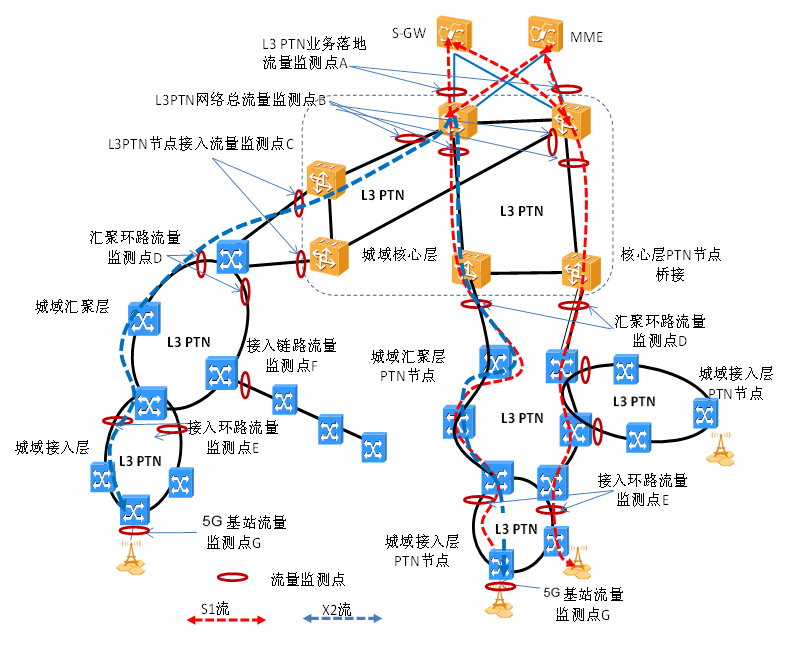 S-GW
MME
L3 PTN业务落地
流量监测点A
L3PTN网络总流量监测点B
L3PTN节点接入流量监测点C
L3 PTN
L3 PTN
汇聚环路流量
监测点D
城域核心层
核心层PTN节点
桥接
城域汇聚层
L3 PTN
接入链路流量
监测点F
汇聚环路流量
监测点D
城域汇聚层
PTN节点
城域接入层
PTN节点
L3 PTN
L3 PTN
接入环路流量
监测点E
城域接入层
L3 PTN
接入环路流量
监测点E
5G 基站流量
监测点G
L3 PTN
城域接入层
PTN节点
流量监测点
5G 基站流量
监测点G
S1流
X2流